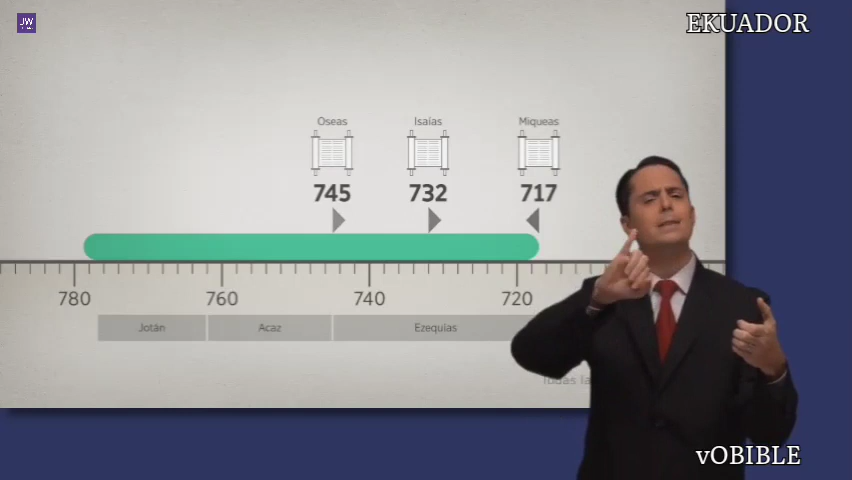 JW
EKUADOR
Oseas Isaías Miqueas
745 732 717
780 760 740 720
Jotán Acaz Ezequías
vOBIBLE